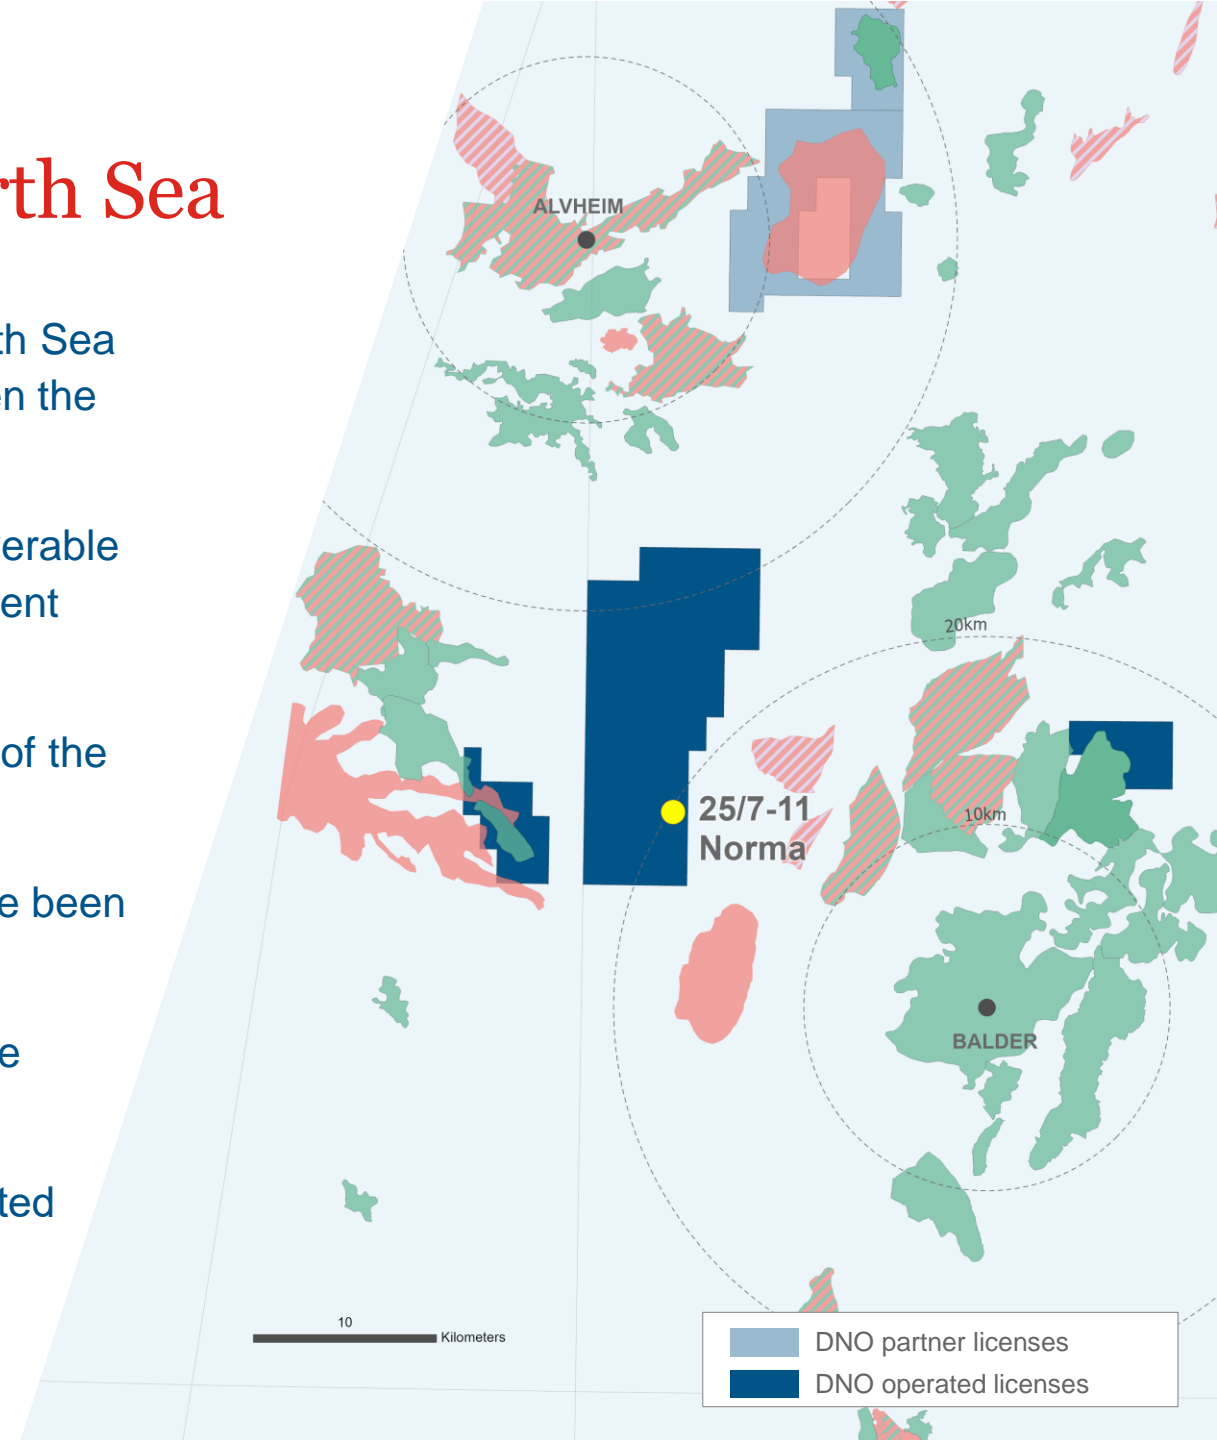 rth Sea
th Sea
en the
erable
ent
of the
e been
e
ted
ALVHEIM
20km
25/7-11
Norma
10km
BALDER
10
Kilometers
DNO partner licenses
DNO operated licenses